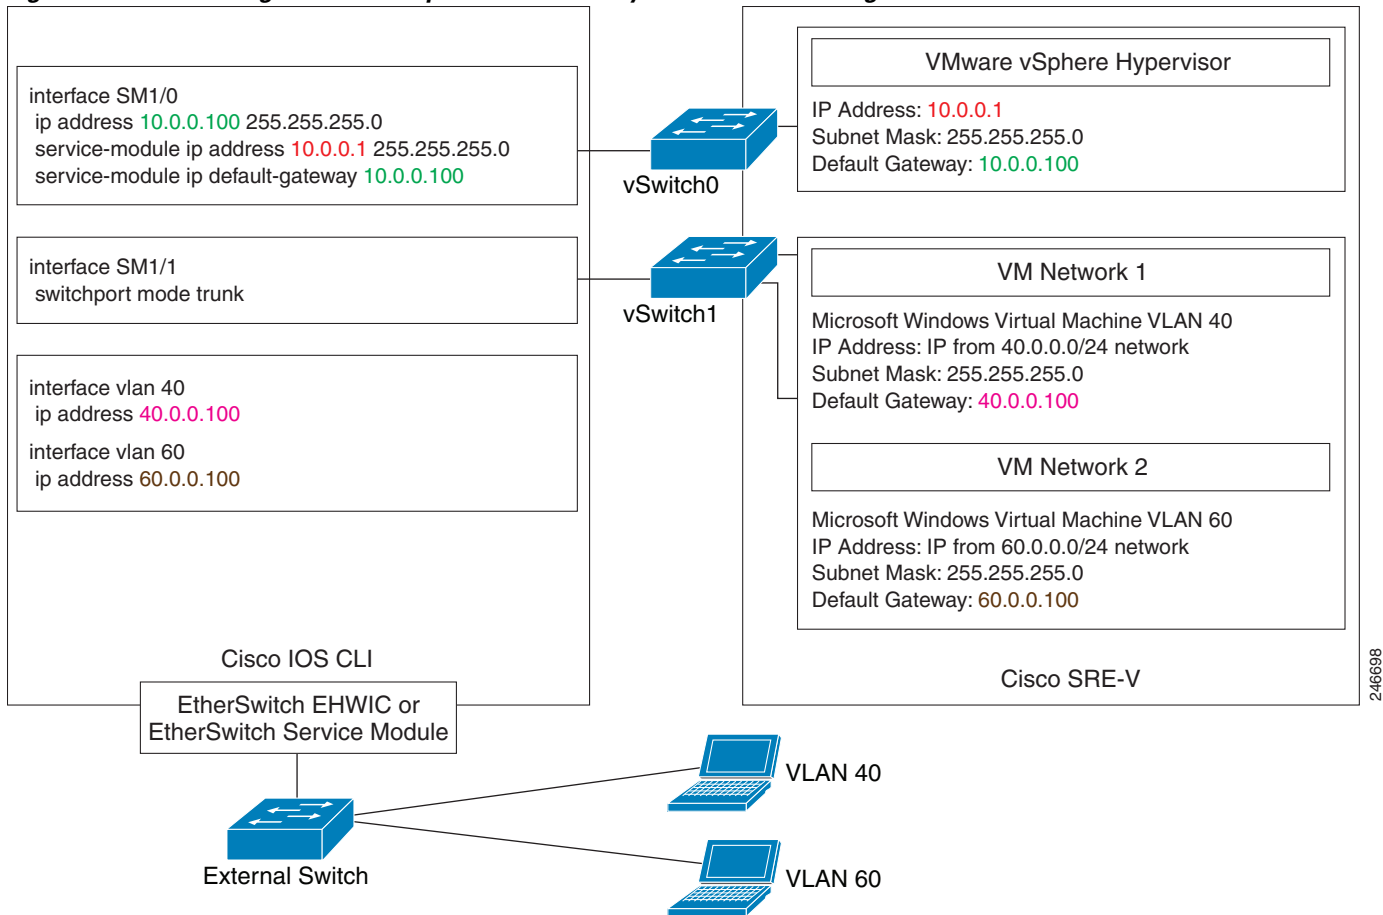 interface SM1/0
ip address 10.0.0.100 255.255.255.0
service-module ip address 10.0.0.1 255.255.255.0
service-module ip default-gateway 10.0.0.100
interface SM1/1
switchport mode trunk
interface vlan 40
ip address 40.0.0.100
interface vlan 60
ip address 60.0.0.100
Cisco IOS CLI
EtherSwitch EHWIC or
EtherSwitch Service Module
vSwitch0
vSwitch1
VMware vSphere Hypervisor
IP Address: 10.0.0.1
Subnet Mask: 255.255.255.0
Default Gateway: 10.0.0.100
VM Network 1
Microsoft Windows Virtual Machine VLAN 40
IP Address: IP from 40.0.0.0/24 network
Subnet Mask: 255.255.255.0
Default Gateway: 40.0.0.100
VM Network 2
Microsoft Windows Virtual Machine VLAN 60
IP Address: IP from 60.0.0.0/24 network
Subnet Mask: 255.255.255.0
Default Gateway: 60.0.0.100
Cisco SRE-V
246698
External Switch
VLAN 40
VLAN 60